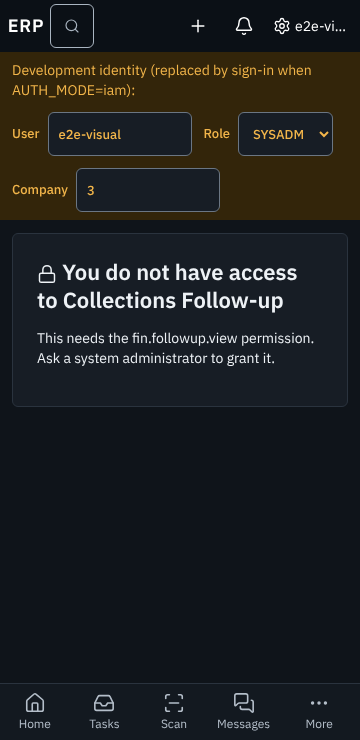 ERP
e2e-vi...
Development identity (replaced by sign-in when
AUTH_MODE=iam):
User
e2e-visual
Role
SYSADM
Company
3
You do not have access
to Collections Follow-up
This needs the fin.followup.view permission.
Ask a system administrator to grant it.
Home
Tasks
Scan
Messages
More